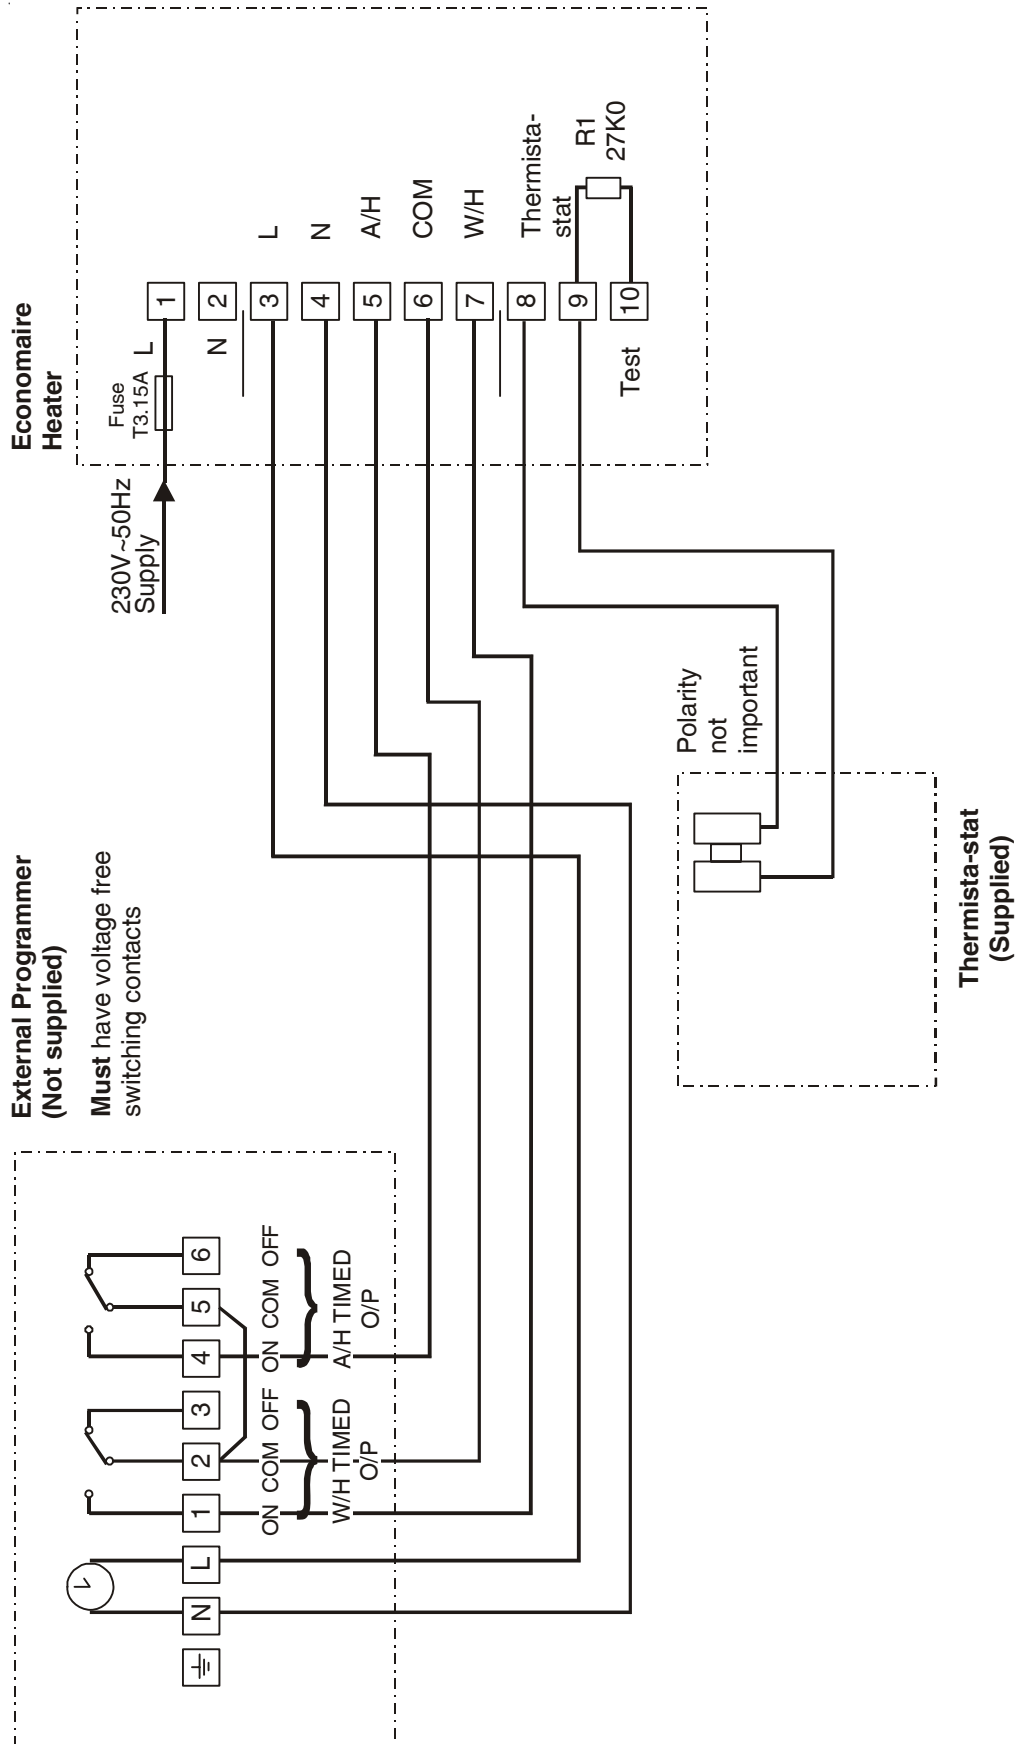 Economaire
Heater
230V~50Hz
Supply
Fuse
T3.15A
L
N
1
2
3
4
5
6
7
8
9
10
L
N
A/H
COM
W/H
Thermista-
stat
Test
R1
27K0
External Programmer
(Not supplied)
Must have voltage free
switching contacts
N
L
1
2
3
4
5
6
ON COM OFF
ON COM OFF
W/H TIMED
O/P
A/H TIMED
O/P
Polarity
not
important
Thermista-stat
(Supplied)